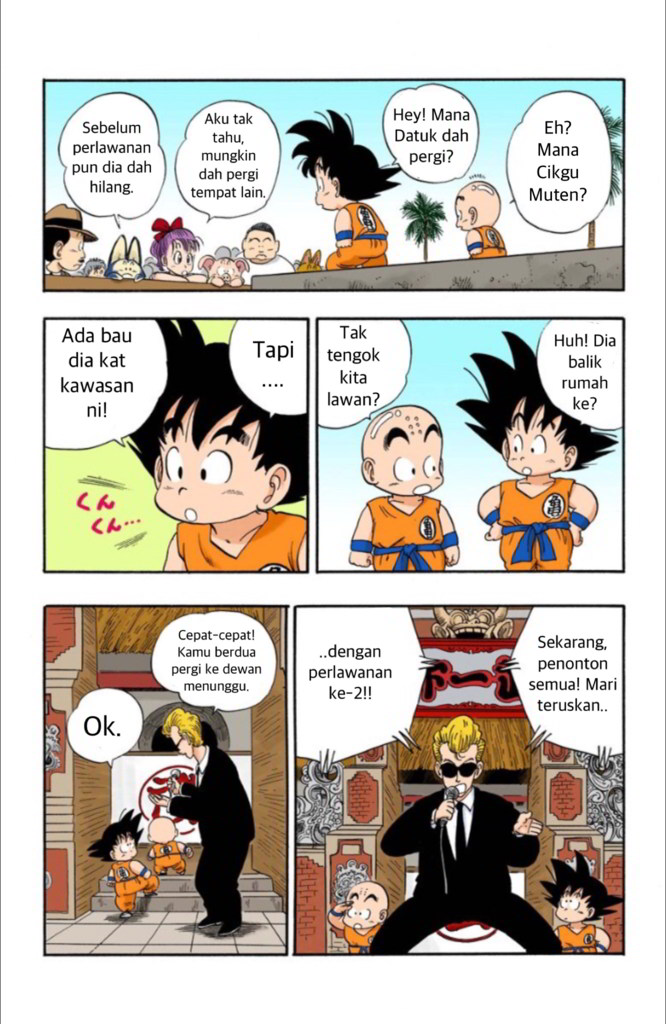 Eh?
Mana
Cikgu
Muten?
Hey! Mana
Datuk dah
pergi?
Aku tak
tahu,
mungkin
dah pergi
tempat lain.
Sebelum
perlawanan
pun dia dah
hilang.
亀
Huh! Dia
balik
rumah
ke?
Tak
tengok
kita
lawan?
亀
亀
Tapi
....
Ada bau
dia kat
kawasan
ni!
くん
くん…
Sekarang,
penonton
semua! Mari
teruskan..
..dengan
perlawanan
ke-2!!
Cepat-cepat!
Kamu berdua
pergi ke dewan
menunggu.
Ok.